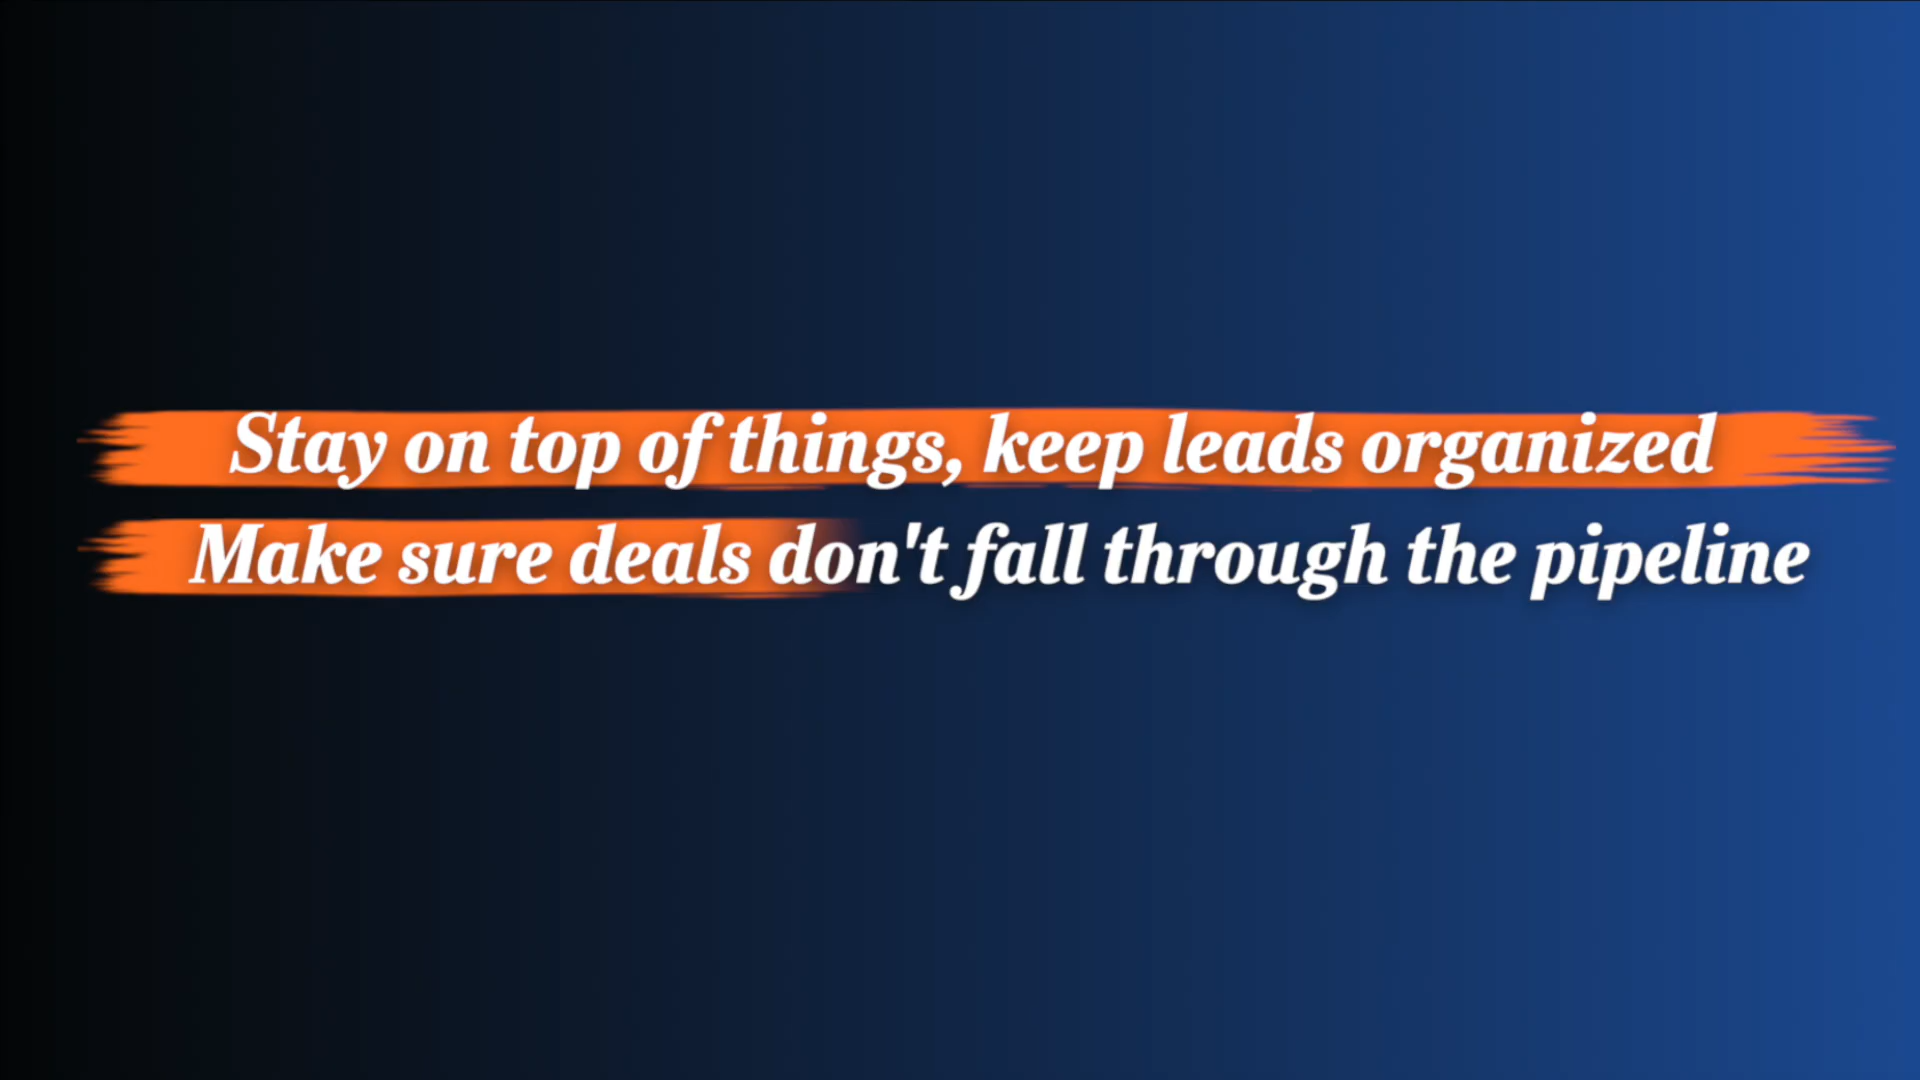 Stay on top of things, keep leads organized
Make sure deals don't fall through the pipeline